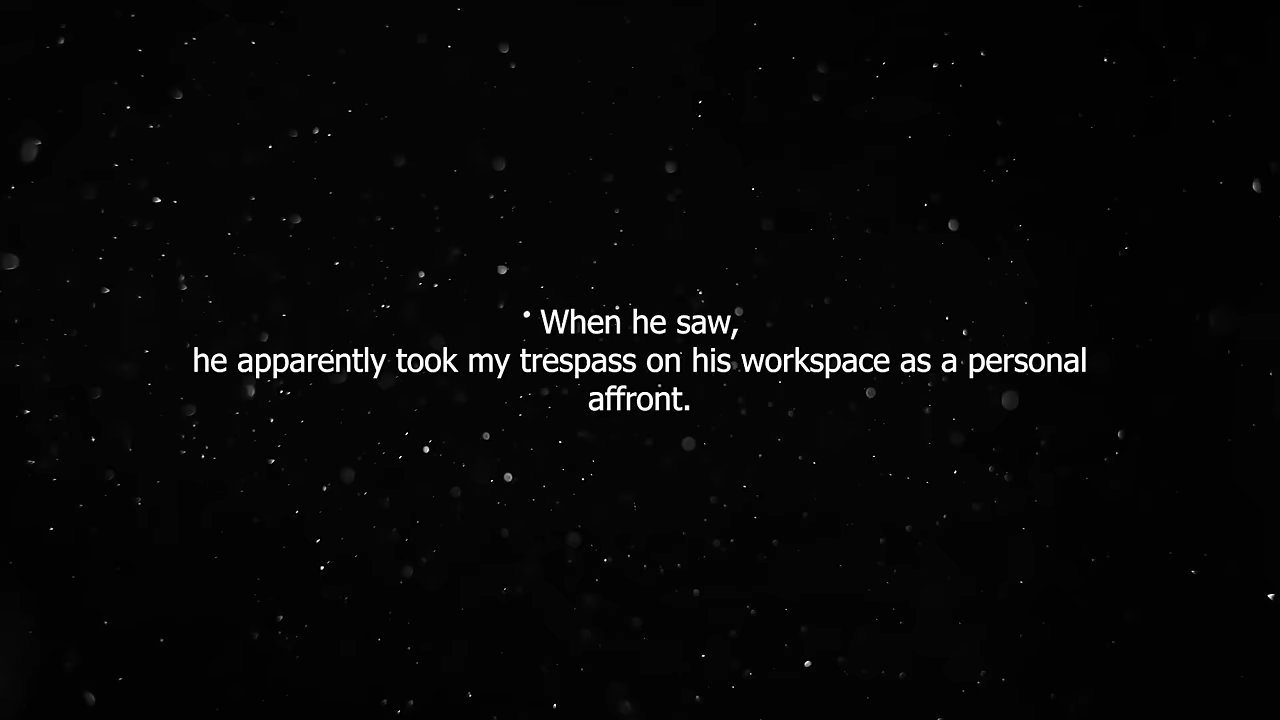 When he saw,
he apparently took my trespass on his workspace as a personal
affront.